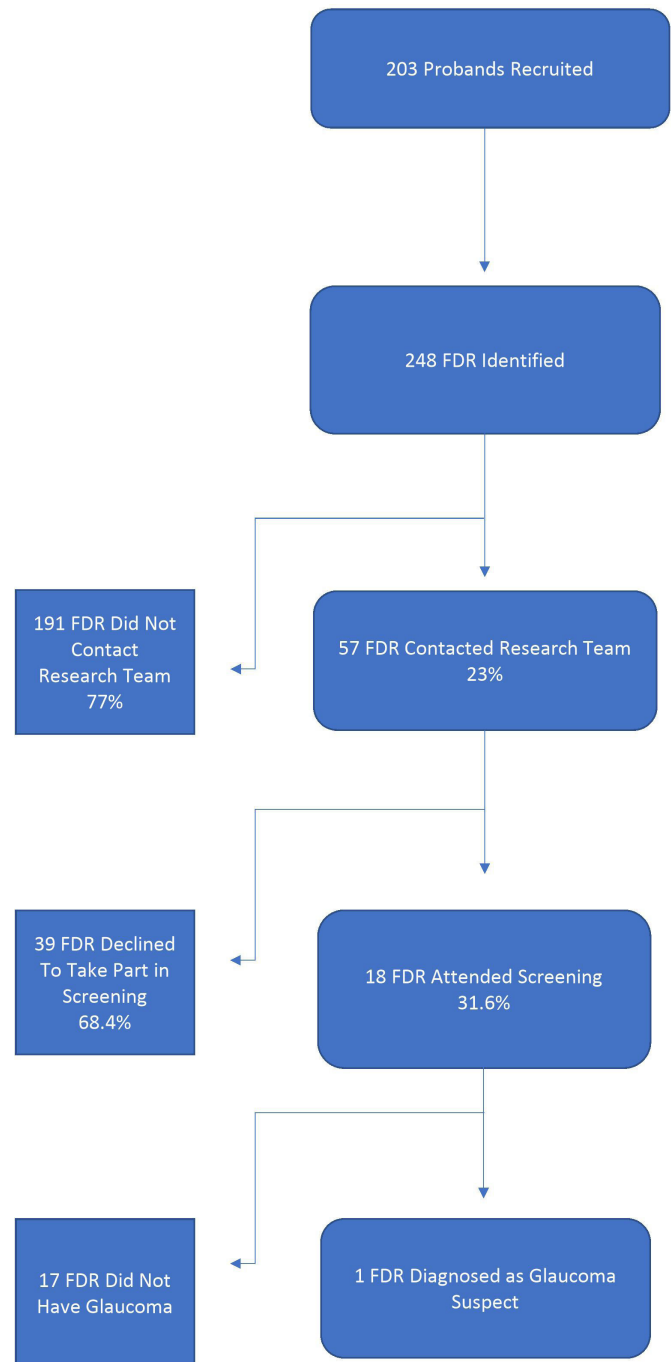 203 Probands Recruited
248 FDR Identified
191 FDR Did Not
Contact
Research Team
77%
57 FDR Contacted Research Team
23%
39 FDR Declined
To Take Part in
Screening
68.4%
18 FDR Attended Screening
31.6%
17 FDR Did Not
Have Glaucoma
1 FDR Diagnosed as Glaucoma
Suspect